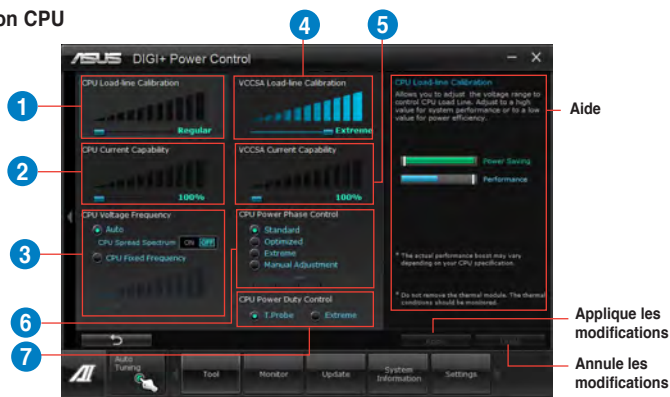 on CPU
4
5
ASUS DIGI+ Power Control
1
CPU Load-line Calibration
Regular
VCCSA Load-line Calibration
Extreme
CPU Load-line Calibration
Allows you to adjust the voltage range to
control CPU Load Line. Adjust to a high
value for system performance or to a low
value for power efficiency.
Aide
2
CPU Current Capability
100%
VCCSA Current Capability
100%
Power Saving
Performance
3
CPU Voltage Frequency
Auto
CPU Spread Spectrum ON OFF
CPU Fixed Frequency
CPU Power Phase Control
Standard
Optimized
Extreme
Manual Adjustment
* The actual performance boost may vary
depending on your CPU specification.
* Do not remove the thermal module. The thermal
conditions should be monitored.
6
CPU Power Duty Control
T.Probe Extreme
7
Applique les
modifications
Annule les
modifications
AI
Auto
Tuning
Tool
Monitor
Update
System
Information
Settings